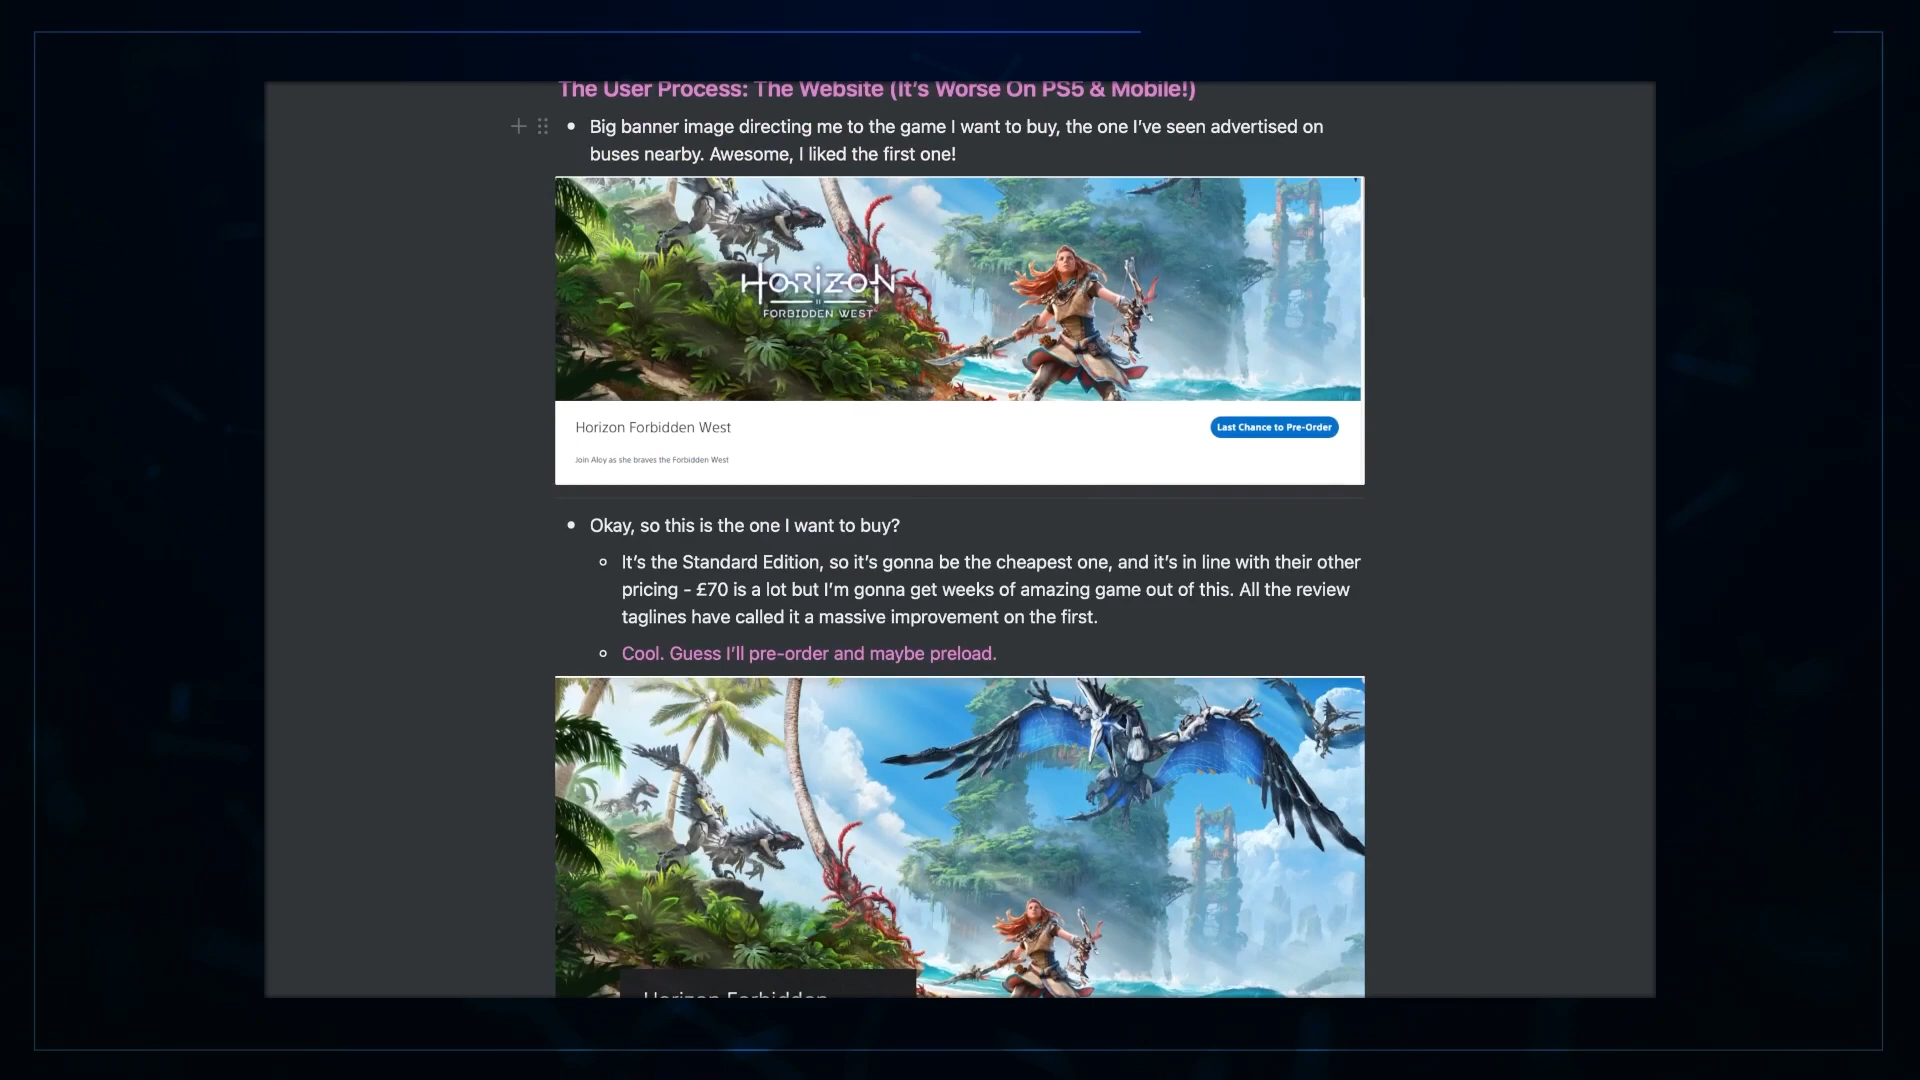 The User Process: The Website (It's Worse On PS5 & Mobile!)
• Big banner image directing me to the game I want to buy, the one I've seen advertised on
buses nearby. Awesome, I liked the first one!
HORIZON
II
FORBIDDEN WEST
Horizon Forbidden West
Last Chance to Pre-Order
Join Aloy as she braves the Forbidden West
• Okay, so this is the one I want to buy?
◦ It's the Standard Edition, so it's gonna be the cheapest one, and it's in line with their other
pricing - £70 is a lot but I'm gonna get weeks of amazing game out of this. All the review
taglines have called it a massive improvement on the first.
◦ Cool. Guess I'll pre-order and maybe preload.
Horizon Forbidden